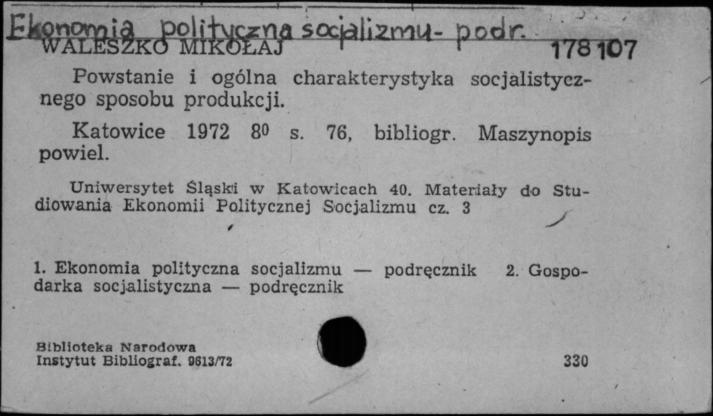 Ekonomia polityczna socjalizmu - podr.
WALESZKO MIKOŁAJ
178107
Powstanie i ogólna charakterystyka socjalistycz-
nego sposobu produkcji.
Katowice 1972 8⁰ s. 76, bibliogr. Maszynopis
powiel.
Uniwersytet Śląski w Katowicach 40. Materiały do Stu-
diowania Ekonomii Politycznej Socjalizmu cz. 3
1. Ekonomia polityczna socjalizmu — podręcznik 2. Gospo-
darka socjalistyczna — podręcznik
Biblioteka Narodowa
Instytut Bibliograf. 9613/72
330